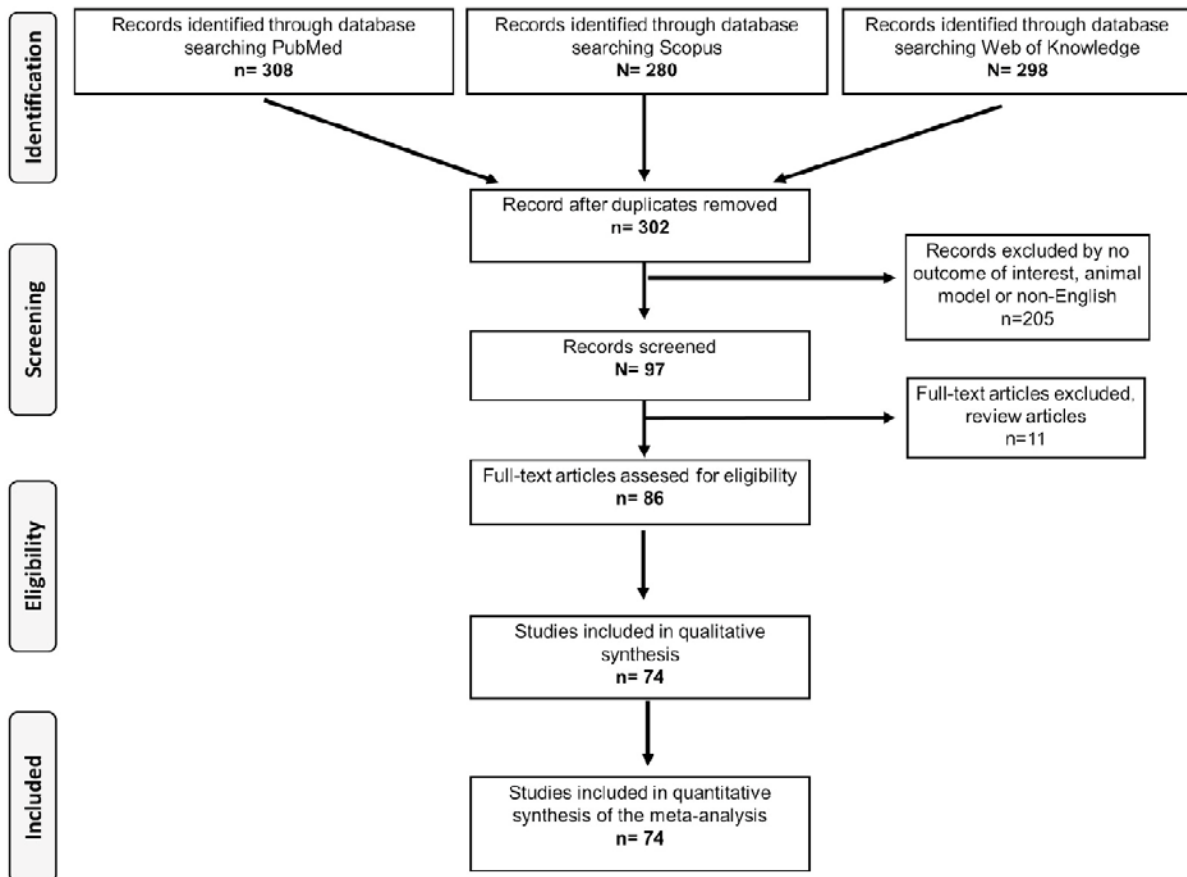 Identification
Records identified through database
searching PubMed
n= 308
Records identified through database
searching Scopus
N= 280
Records identified through database
searching Web of Knowledge
N= 298
Record after duplicates removed
n= 302
Screening
Records excluded by no
outcome of interest, animal
model or non-English
n=205
Records screened
N= 97
Full-text articles excluded,
review articles
n=11
Eligibility
Full-text articles assesed for eligibility
n= 86
Studies included in qualitative
synthesis
n= 74
Included
Studies included in quantitative
synthesis of the meta-analysis
n= 74